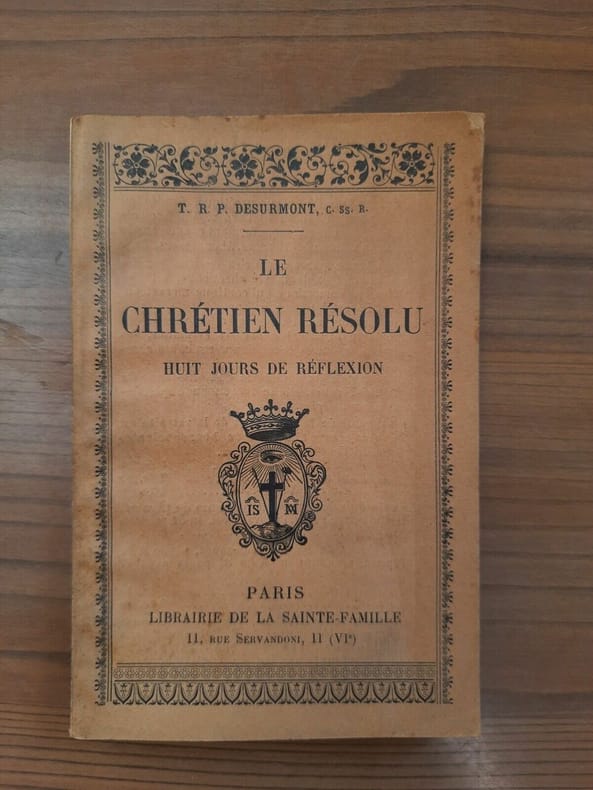 T. R. P. DESURMONT, C. SS. R.
LE
CHRÉTIEN RÉSOLU
HUIT JOURS DE RÉFLEXION
IS M
PARIS
LIBRAIRIE DE LA SAINTE-FAMILLE
11, RUE SERVANDONI, 11 (VIᵉ)